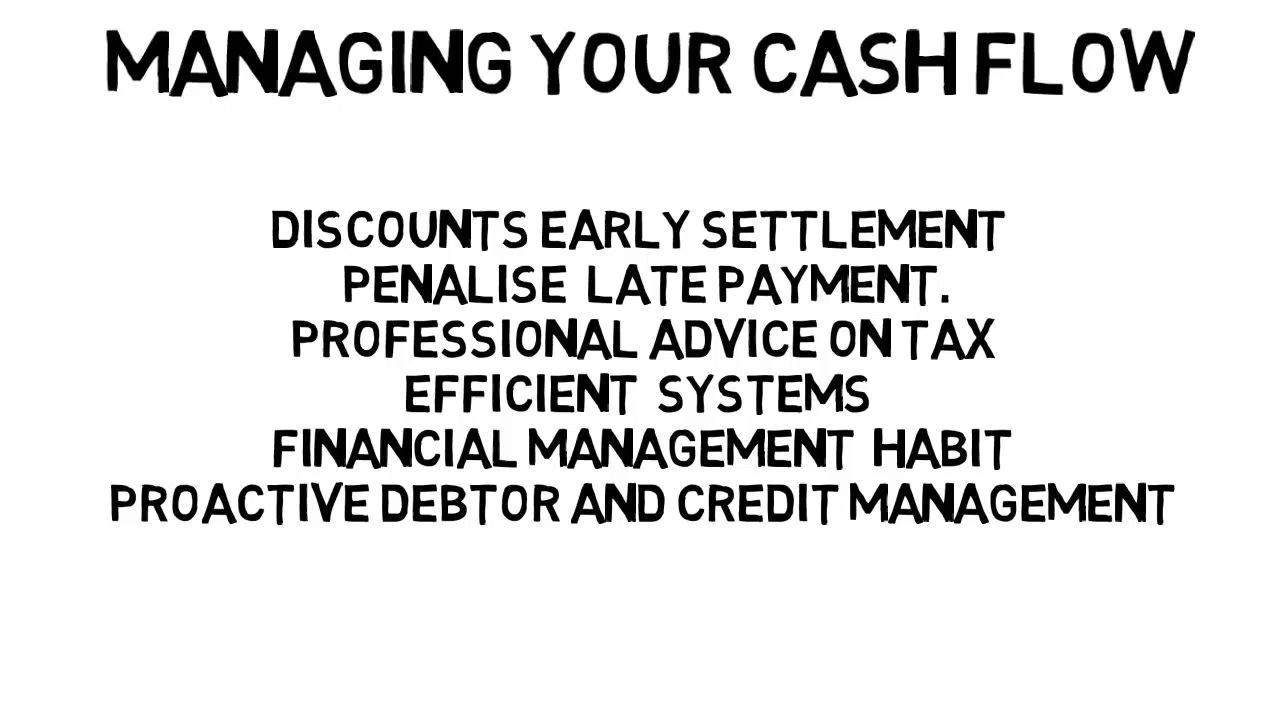 MANAGING YOUR CASH FLOW
DISCOUNTS EARLY SETTLEMENT
PENALISE LATE PAYMENT.
PROFESSIONAL ADVICE ON TAX
EFFICIENT SYSTEMS
FINANCIAL MANAGEMENT HABIT
PROACTIVE DEBTOR AND CREDIT MANAGEMENT